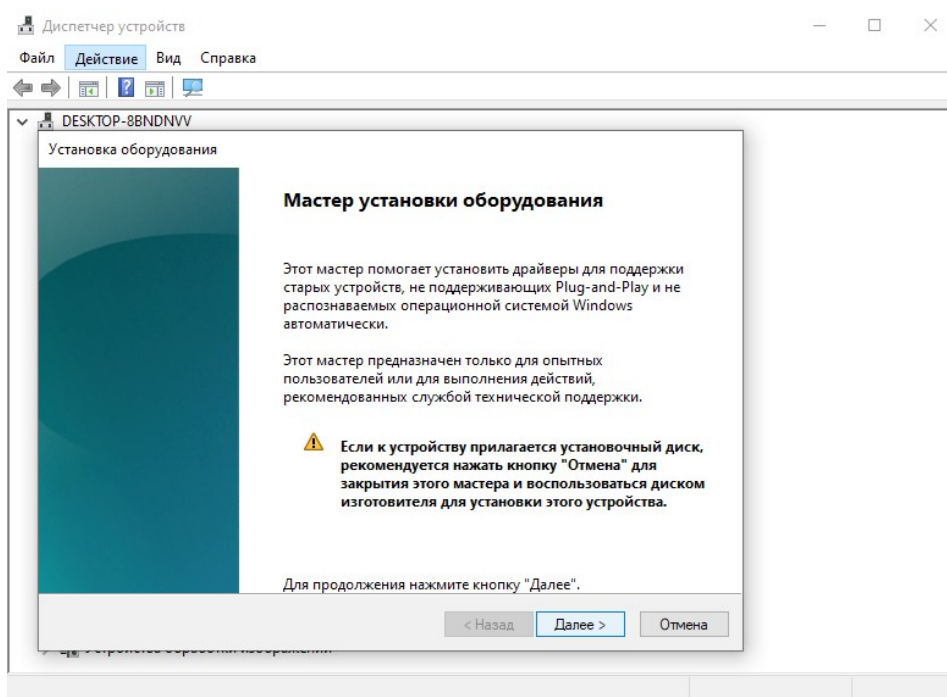 Диспетчер устройств
Файл Действие Вид Справка
DESKTOP-8BNDNVV
Установка оборудования
Мастер установки оборудования
Этот мастер помогает установить драйверы для поддержки
старых устройств, не поддерживающих Plug-and-Play и не
распознаваемых операционной системой Windows
автоматически.
Этот мастер предназначен только для опытных
пользователей или для выполнения действий,
рекомендованных службой технической поддержки.
Если к устройству прилагается установочный диск,
рекомендуется нажать кнопку "Отмена" для
закрытия этого мастера и воспользоваться диском
изготовителя для установки этого устройства.
Для продолжения нажмите кнопку "Далее".
< Назад Далее > Отмена
Устройства обработки изображений